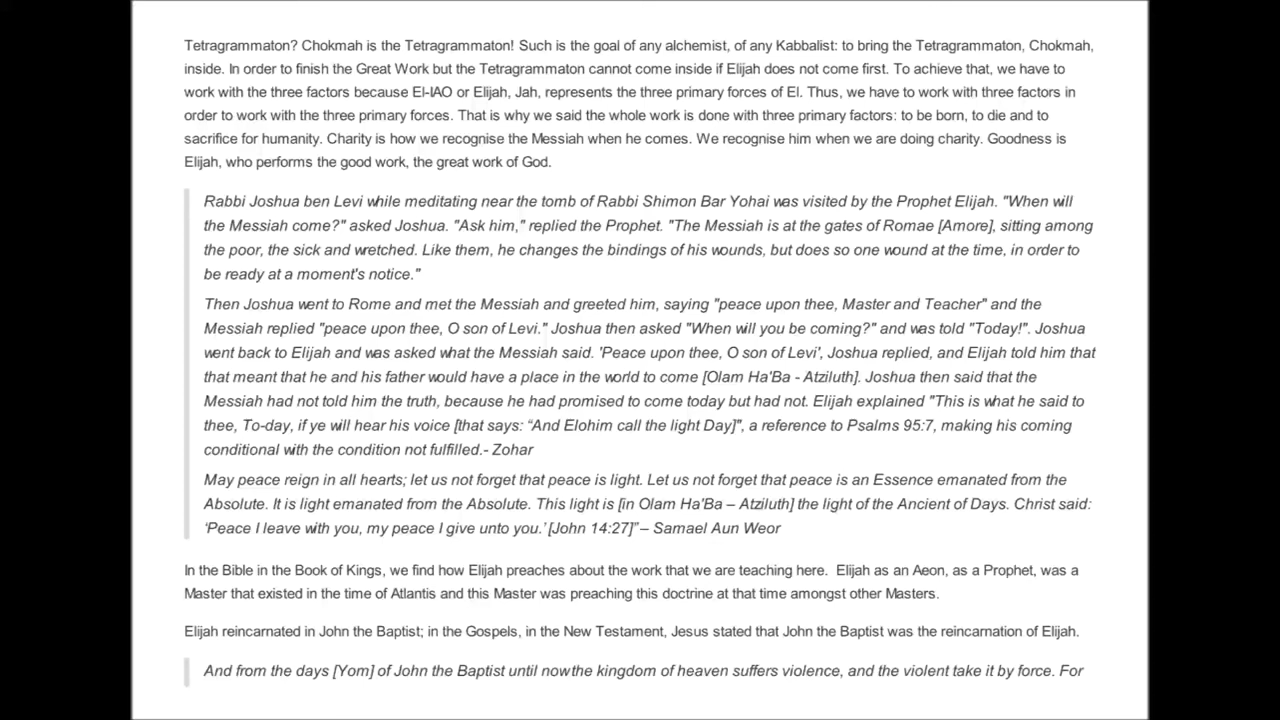 Tetragrammaton? Chokmah is the Tetragrammaton! Such is the goal of any alchemist, of any Kabbalist: to bring the Tetragrammaton, Chokmah,
inside. In order to finish the Great Work but the Tetragrammaton cannot come inside if Elijah does not come first. To achieve that, we have to
work with the three factors because El-IAO or Elijah, Jah, represents the three primary forces of El. Thus, we have to work with three factors in
order to work with the three primary forces. That is why we said the whole work is done with three primary factors: to be born, to die and to
sacrifice for humanity. Charity is how we recognise the Messiah when he comes. We recognise him when we are doing charity. Goodness is
Elijah, who performs the good work, the great work of God.
Rabbi Joshua ben Levi while meditating near the tomb of Rabbi Shimon Bar Yohai was visited by the Prophet Elijah. "When will
the Messiah come?" asked Joshua. "Ask him," replied the Prophet. "The Messiah is at the gates of Romae [Amore], sitting among
the poor, the sick and wretched. Like them, he changes the bindings of his wounds, but does so one wound at the time, in order to
be ready at a moment's notice."
Then Joshua went to Rome and met the Messiah and greeted him, saying "peace upon thee, Master and Teacher" and the
Messiah replied "peace upon thee, O son of Levi." Joshua then asked "When will you be coming?" and was told "Today!". Joshua
went back to Elijah and was asked what the Messiah said. 'Peace upon thee, O son of Levi', Joshua replied, and Elijah told him that
that meant that he and his father would have a place in the world to come [Olam Ha'Ba - Atziluth]. Joshua then said that the
Messiah had not told him the truth, because he had promised to come today but had not. Elijah explained "This is what he said to
thee, To-day, if ye will hear his voice [that says: “And Elohim call the light Day]", a reference to Psalms 95:7, making his coming
conditional with the condition not fulfilled.- Zohar
May peace reign in all hearts; let us not forget that peace is light. Let us not forget that peace is an Essence emanated from the
Absolute. It is light emanated from the Absolute. This light is [in Olam Ha'Ba – Atziluth] the light of the Ancient of Days. Christ said:
‘Peace I leave with you, my peace I give unto you.’ [John 14:27]” – Samael Aun Weor
In the Bible in the Book of Kings, we find how Elijah preaches about the work that we are teaching here.  Elijah as an Aeon, as a Prophet, was a
Master that existed in the time of Atlantis and this Master was preaching this doctrine at that time amongst other Masters.
Elijah reincarnated in John the Baptist; in the Gospels, in the New Testament, Jesus stated that John the Baptist was the reincarnation of Elijah.
And from the days [Yom] of John the Baptist until now the kingdom of heaven suffers violence, and the violent take it by force. For